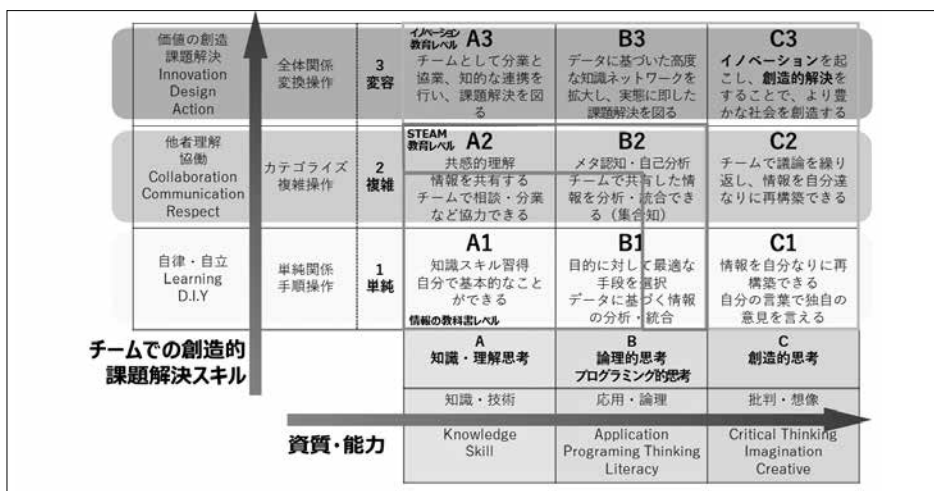 価値の創造
課題解決
Innovation
Design
Action
全体関係
変換操作
3
変容
イノベーション
教育レベル
A3
チームとして分業と
協業、知的な連携を
行い、課題解決を図
る
B3
データに基づいた高度
な知識ネットワークを
拡大し、実態に即した
課題解決を図る
C3
イノベーションを起
こし、創造的解決を
することで、より豊
かな社会を創造する
他者理解
協働
Collaboration
Communication
Respect
カテゴライズ
複雑操作
2
複雑
STEAM
教育レベル
A2
共感的理解
情報を共有する
チームで相談・分業
など協力できる
B2
メタ認知・自己分析
チームで共有した情
報を分析・統合でき
る（集合知）
C2
チームで議論を繰り
返し、情報を自分達
なりに再構築できる
自律・自立
Learning
D.I.Y
単純関係
手順操作
1
単純
A1
知識スキル習得
自分で基本的なこと
ができる
情報の教科書レベル
B1
目的に対して最適な
手段を選択
データに基づく情報
の分析・統合
C1
情報を自分なりに再
構築できる
自分の言葉で独自の
意見を言える
チームでの創造的
課題解決スキル
A
知識・理解思考
B
論理的思考
プログラミング的思考
C
創造的思考
知識・技術
応用・論理
批判・想像
資質・能力
Knowledge
Skill
Application
Programing Thinking
Literacy
Critical Thinking
Imagination
Creative